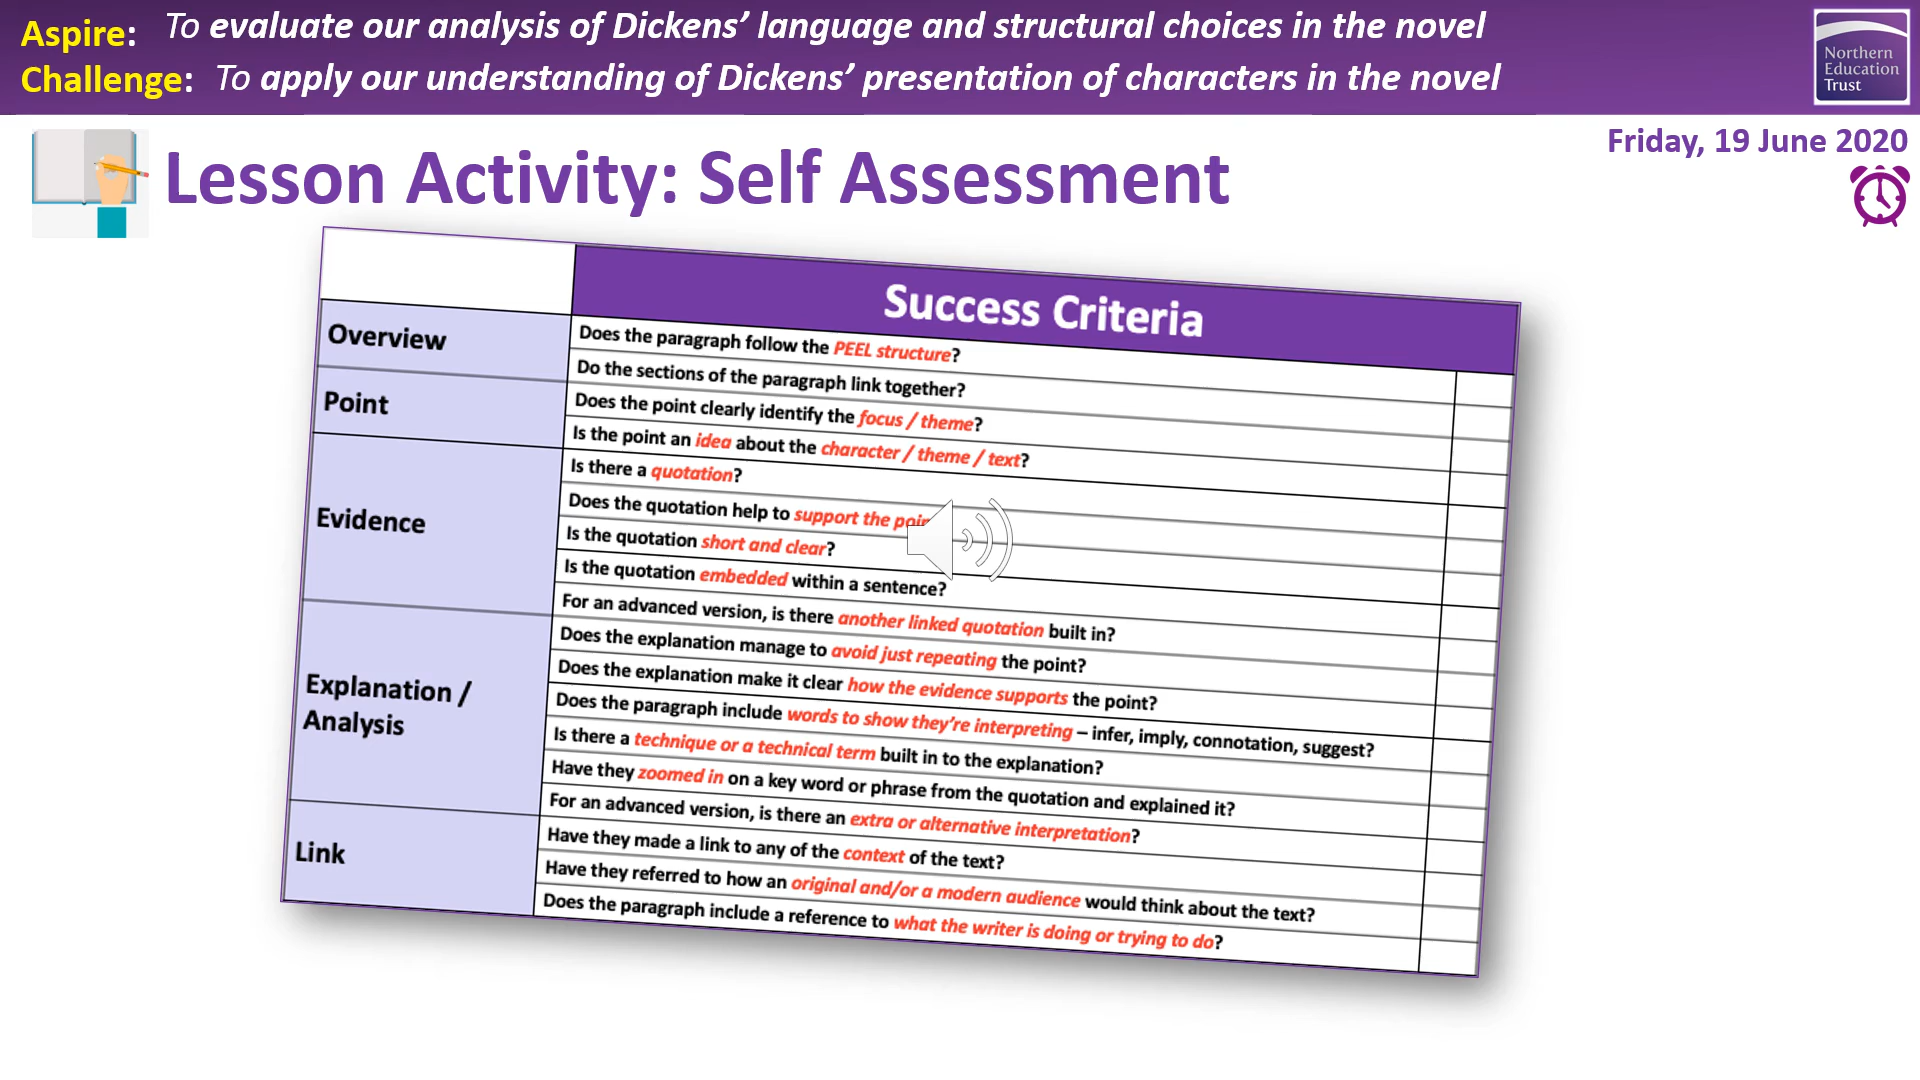 Aspire: To evaluate our analysis of Dickens’ language and structural choices in the novel
Challenge: To apply our understanding of Dickens’ presentation of characters in the novel
Northern
Education
Trust
Friday, 19 June 2020
Lesson Activity: Self Assessment
Success Criteria
Overview
Does the paragraph follow the PEEL structure?
Do the sections of the paragraph link together?
Point
Does the point clearly identify the focus / theme?
Is the point an idea about the character / theme / text?
Evidence
Is there a quotation?
Does the quotation help to support the
Is the quotation short and clear?
Is the quotation embedded within a sentence?
For an advanced version, is there another linked quotation built in?
Explanation /
Analysis
Does the explanation manage to avoid just repeating the point?
Does the explanation make it clear how the evidence supports the point?
Does the paragraph include words to show they’re interpreting – infer, imply, connotation, suggest?
Is there a technique or a technical term built in to the explanation?
Have they zoomed in on a key word or phrase from the quotation and explained it?
For an advanced version, is there an extra or alternative interpretation?
Link
Have they made a link to any of the context of the text?
Have they referred to how an original and/or a modern audience would think about the text?
Does the paragraph include a reference to what the writer is doing or trying to do?